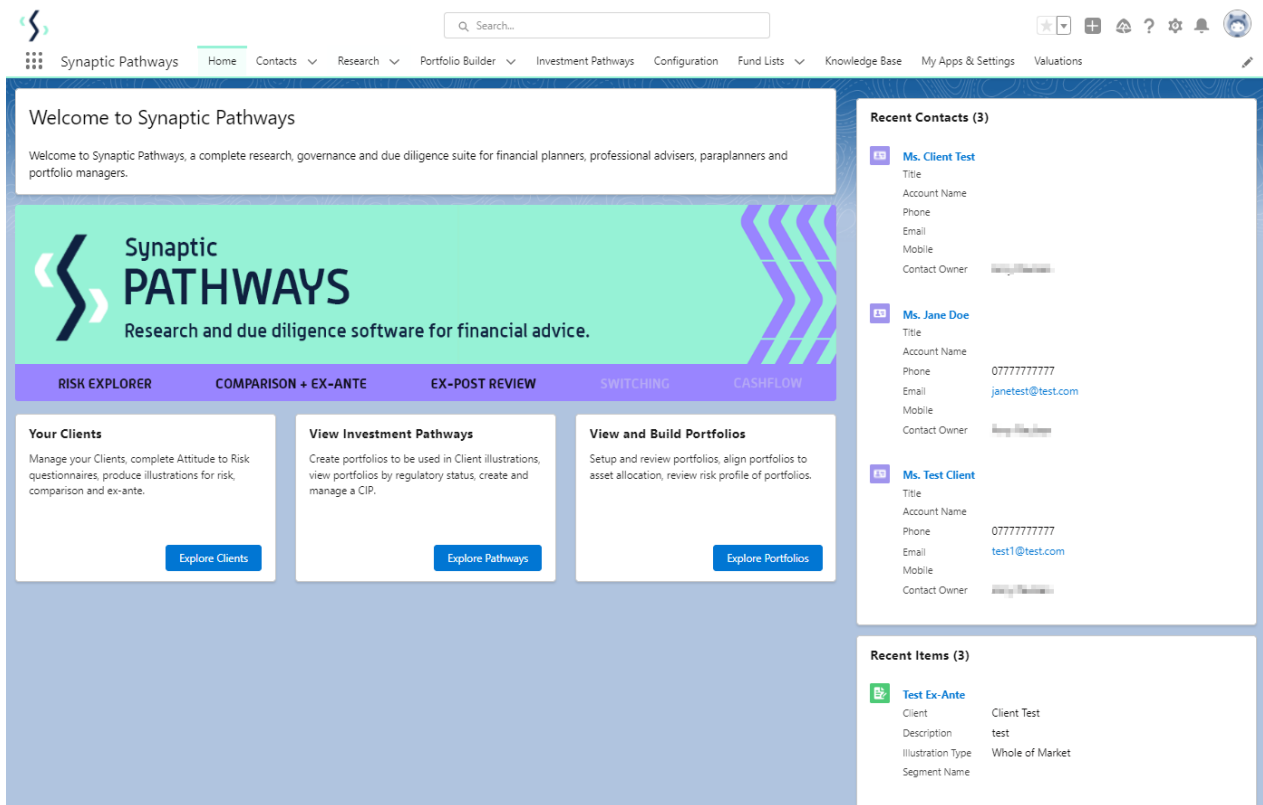 Search...
Synaptic Pathways
Home
Contacts
Research
Portfolio Builder
Investment Pathways
Configuration
Fund Lists
Knowledge Base
My Apps & Settings
Valuations
Welcome to Synaptic Pathways
Welcome to Synaptic Pathways, a complete research, governance and due diligence suite for financial planners, professional advisers, paraplanners and
portfolio managers.
Synaptic
PATHWAYS
Research and due diligence software for financial advice.
RISK EXPLORER
COMPARISON + EX-ANTE
EX-POST REVIEW
SWITCHING
CASHFLOW
Your Clients
Manage your Clients, complete Attitude to Risk
questionnaires, produce illustrations for risk,
comparison and ex-ante.
Explore Clients
View Investment Pathways
Create portfolios to be used in Client illustrations,
view portfolios by regulatory status, create and
manage a CIP.
Explore Pathways
View and Build Portfolios
Setup and review portfolios, align portfolios to
asset allocation, review risk profile of portfolios.
Explore Portfolios
Recent Contacts (3)
Ms. Client Test
Title
Account Name
Phone
Email
Mobile
Contact Owner
Ms. Jane Doe
Title
Account Name
Phone 07777777777
Email janetest@test.com
Mobile
Contact Owner
Ms. Test Client
Title
Account Name
Phone 07777777777
Email test1@test.com
Mobile
Contact Owner
Recent Items (3)
Test Ex-Ante
Client Client Test
Description test
Illustration Type Whole of Market
Segment Name